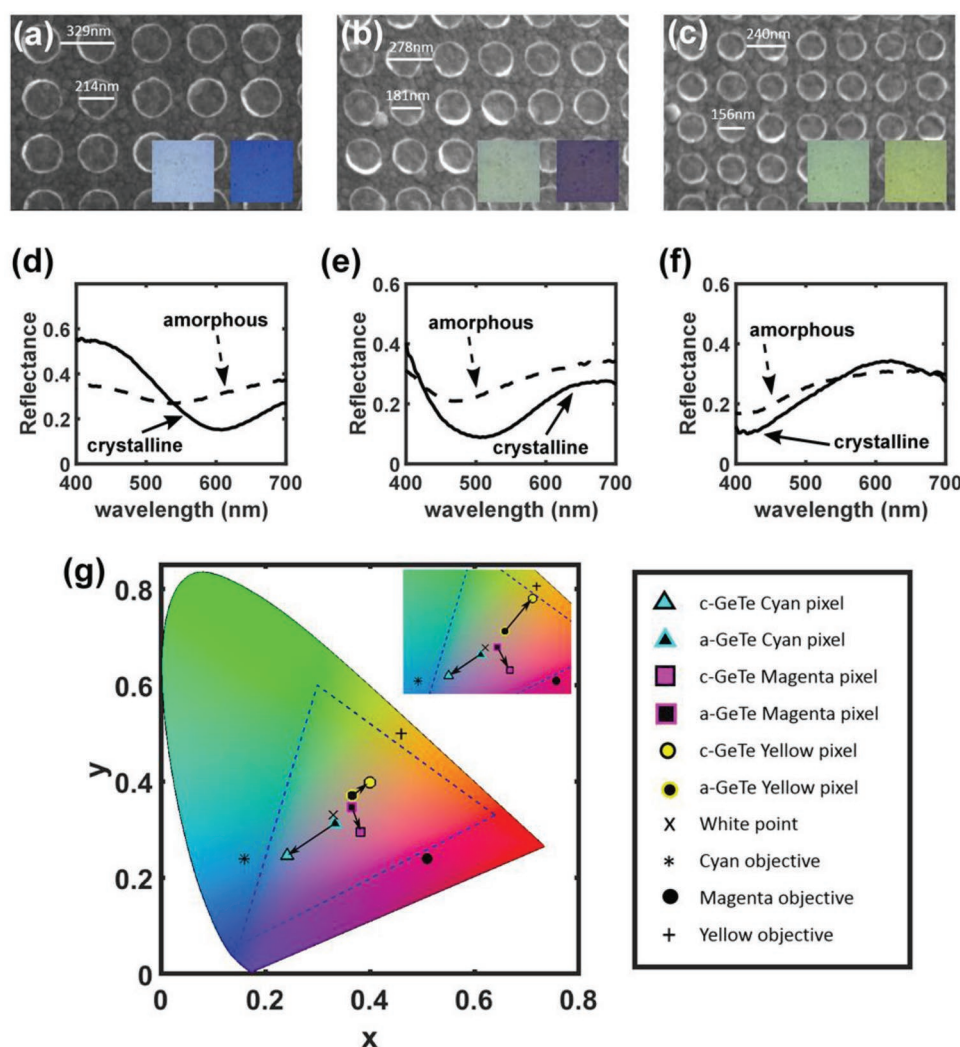 (a)
329nm
214nm
(b)
278nm
181nm
(c)
240nm
156nm
(d)
Reflectance
0.6
0.4
0.2
0
amorphous
crystalline
400 500 600 700
wavelength (nm)
(e)
Reflectance
0.6
0.4
0.2
0
amorphous
crystalline
400 500 600 700
wavelength (nm)
(f)
Reflectance
0.6
0.4
0.2
0
amorphous
crystalline
400 500 600 700
wavelength (nm)
(g)
y
0.8
0.6
0.4
0.2
0
0 0.2 0.4 0.6 0.8
x
c-GeTe Cyan pixel
a-GeTe Cyan pixel
c-GeTe Magenta pixel
a-GeTe Magenta pixel
c-GeTe Yellow pixel
a-GeTe Yellow pixel
White point
Cyan objective
Magenta objective
Yellow objective